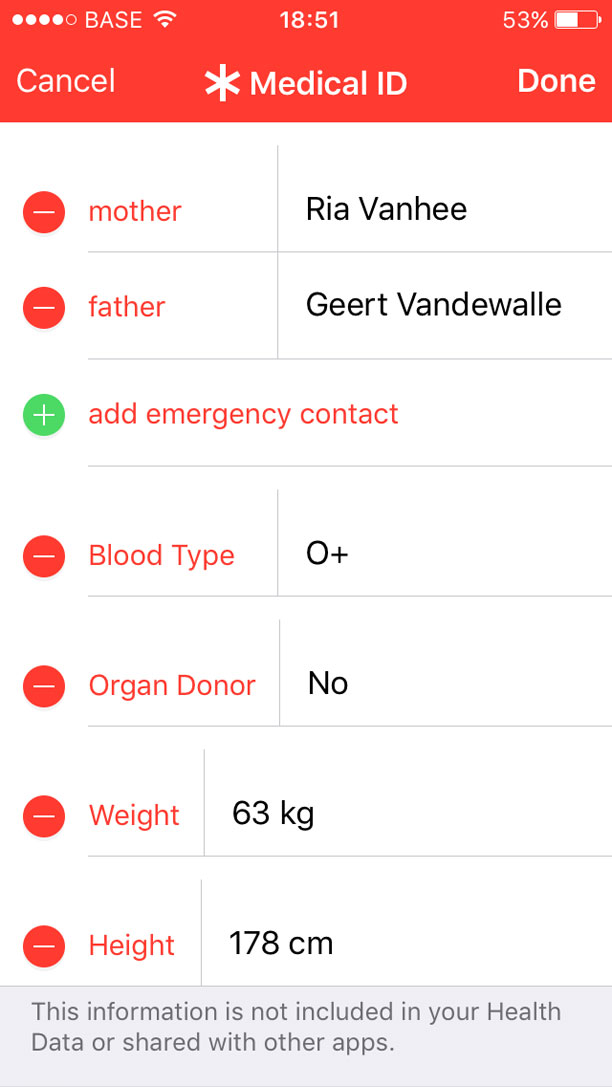 BASE 18:51 53%
Cancel Medical ID Done
mother Ria Vanhee
father Geert Vandewalle
add emergency contact
Blood Type O+
Organ Donor No
Weight 63 kg
Height 178 cm
This information is not included in your Health
Data or shared with other apps.